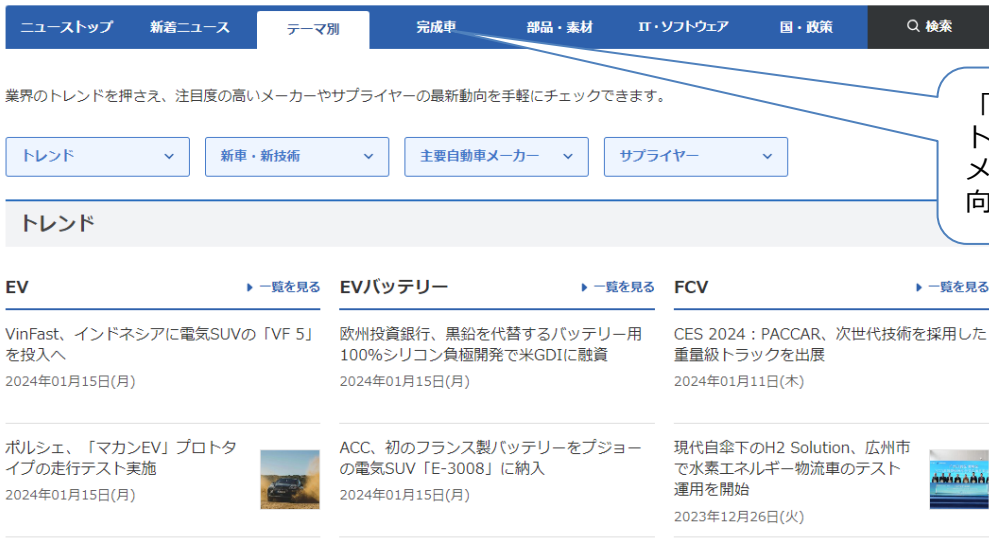 ニューストップ 新着ニュース テーマ別 完成車 部品・素材 IT・ソフトウェア 国・政策 検索
業界のトレンドを押さえ、注目度の高いメーカーやサプライヤーの最新動向を手軽にチェックできます。
「
ト
メ
向
トレンド 新車・新技術 主要自動車メーカー サプライヤー
トレンド
EV 一覧を見る
VinFast、インドネシアに電気SUVの「VF 5」
を投入へ
2024年01月15日(月)
ポルシェ、「マカンEV」プロトタ
イプの走行テスト実施
2024年01月15日(月)
EVバッテリー 一覧を見る
欧州投資銀行、黒鉛を代替するバッテリー用
100%シリコン負極開発で米GDIに融資
2024年01月15日(月)
ACC、初のフランス製バッテリーをプジョー
の電気SUV「E-3008」に納入
2024年01月15日(月)
FCV 一覧を見る
CES 2024：PACCAR、次世代技術を採用した
重量級トラックを出展
2024年01月11日(木)
現代自傘下のH2 Solution、広州市
で水素エネルギー物流車のテスト
運用を開始
2023年12月26日(火)